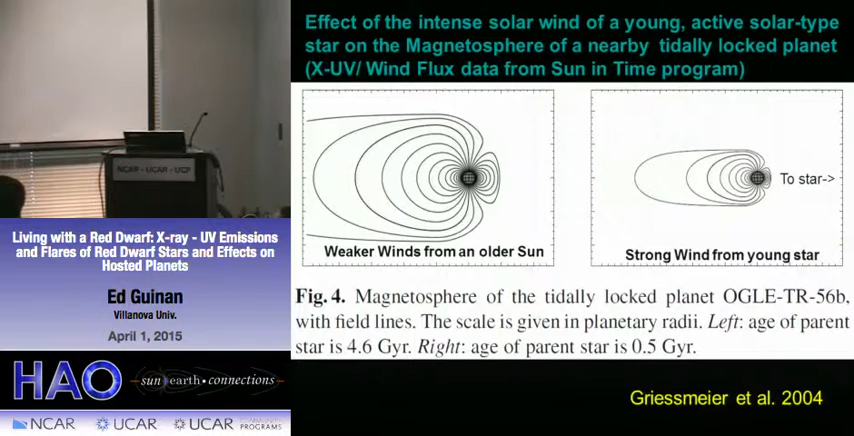 Effect of the intense solar wind of a young, active solar-type
star on the Magnetosphere of a nearby tidally locked planet
(X-UV/ Wind Flux data from Sun in Time program)
To star->
Weaker Winds from an older Sun
Strong Wind from young star
Fig. 4. Magnetosphere of the tidally locked planet OGLE-TR-56b,
with field lines. The scale is given in planetary radii. Left: age of parent
star is 4.6 Gyr. Right: age of parent star is 0.5 Gyr.
Griessmeier et al. 2004
NCAR - UCAR - UCP
Living with a Red Dwarf: X-ray - UV Emissions
and Flares of Red Dwarf Stars and Effects on
Hosted Planets
Ed Guinan
Villanova Univ.
April 1, 2015
HAO
sun earth connections
NCAR
UCAR
UCAR
PROGRAMS